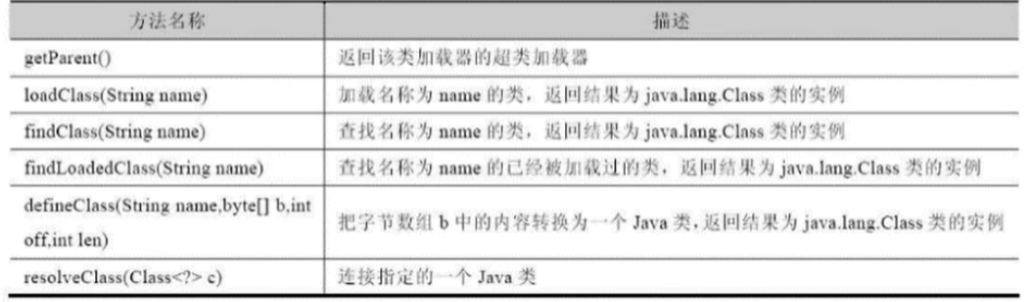 方法名称 描述
getParent() 返回该类加载器的超类加载器
loadClass(String name) 加载名称为 name 的类，返回结果为 java.lang.Class 类的实例
findClass(String name) 查找名称为 name 的类，返回结果为 java.lang.Class 类的实例
findLoadedClass(String name) 查找名称为 name 的已经被加载过的类，返回结果为 java.lang.Class 类的实例
defineClass(String name,byte[] b,int
off,int len)
把字节数组 b 中的内容转换为一个 Java 类，返回结果为 java.lang.Class 类的实例
resolveClass(Class<?> c) 连接指定的一个 Java 类